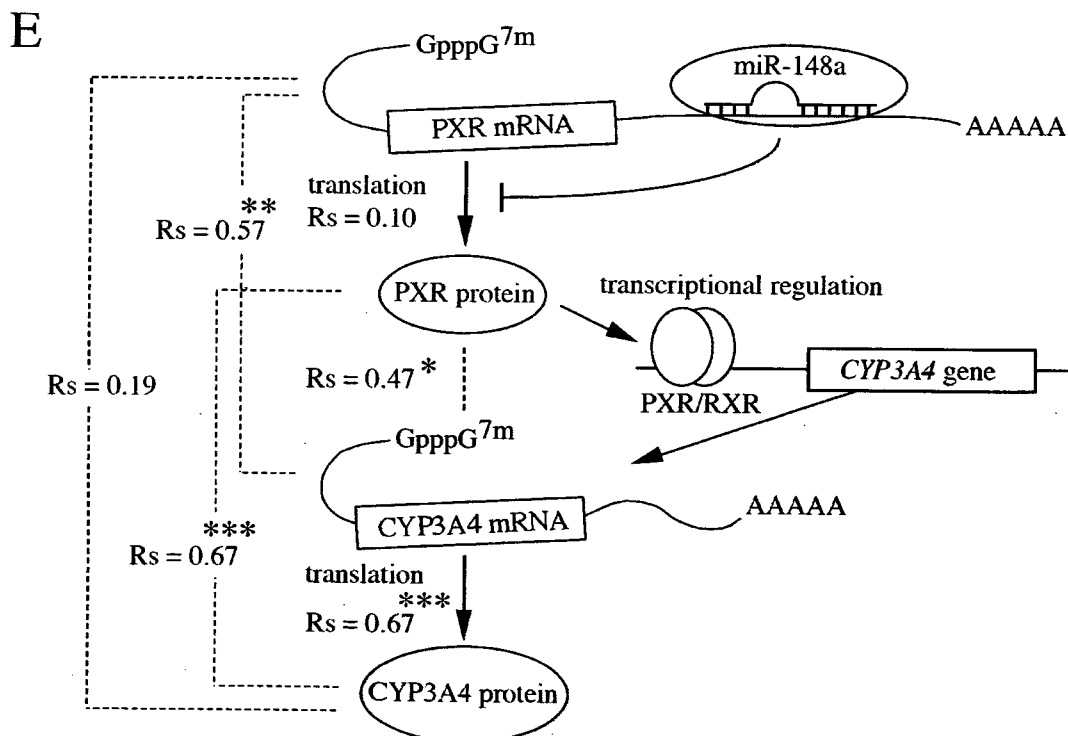 E
GpppG7m
miR-148a
PXR mRNA
AAAAA
translation
Rs = 0.10
**
Rs = 0.57
PXR protein
transcriptional regulation
Rs = 0.19
Rs = 0.47 *
CYP3A4 gene
PXR/RXR
GpppG7m
AAAAA
CYP3A4 mRNA
***
Rs = 0.67
translation
***
Rs = 0.67
CYP3A4 protein